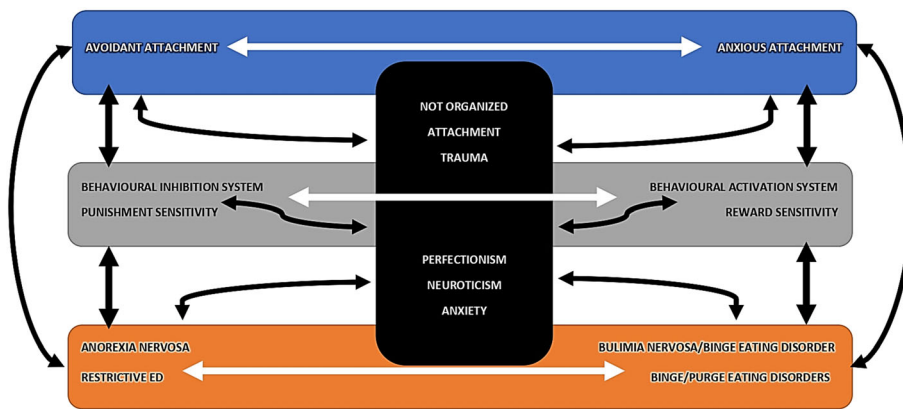 AVOIDANT ATTACHMENT
ANXIOUS ATTACHMENT
NOT ORGANIZED
ATTACHMENT
TRAUMA
BEHAVIOURAL INHIBITION SYSTEM
PUNISHMENT SENSITIVITY
BEHAVIOURAL ACTIVATION SYSTEM
REWARD SENSITIVITY
PERFECTIONISM
NEUROTICISM
ANXIETY
ANOREXIA NERVOSA
RESTRICTIVE ED
BULIMIA NERVOSA/BINGE EATING DISORDER
BINGE/PURGE EATING DISORDERS